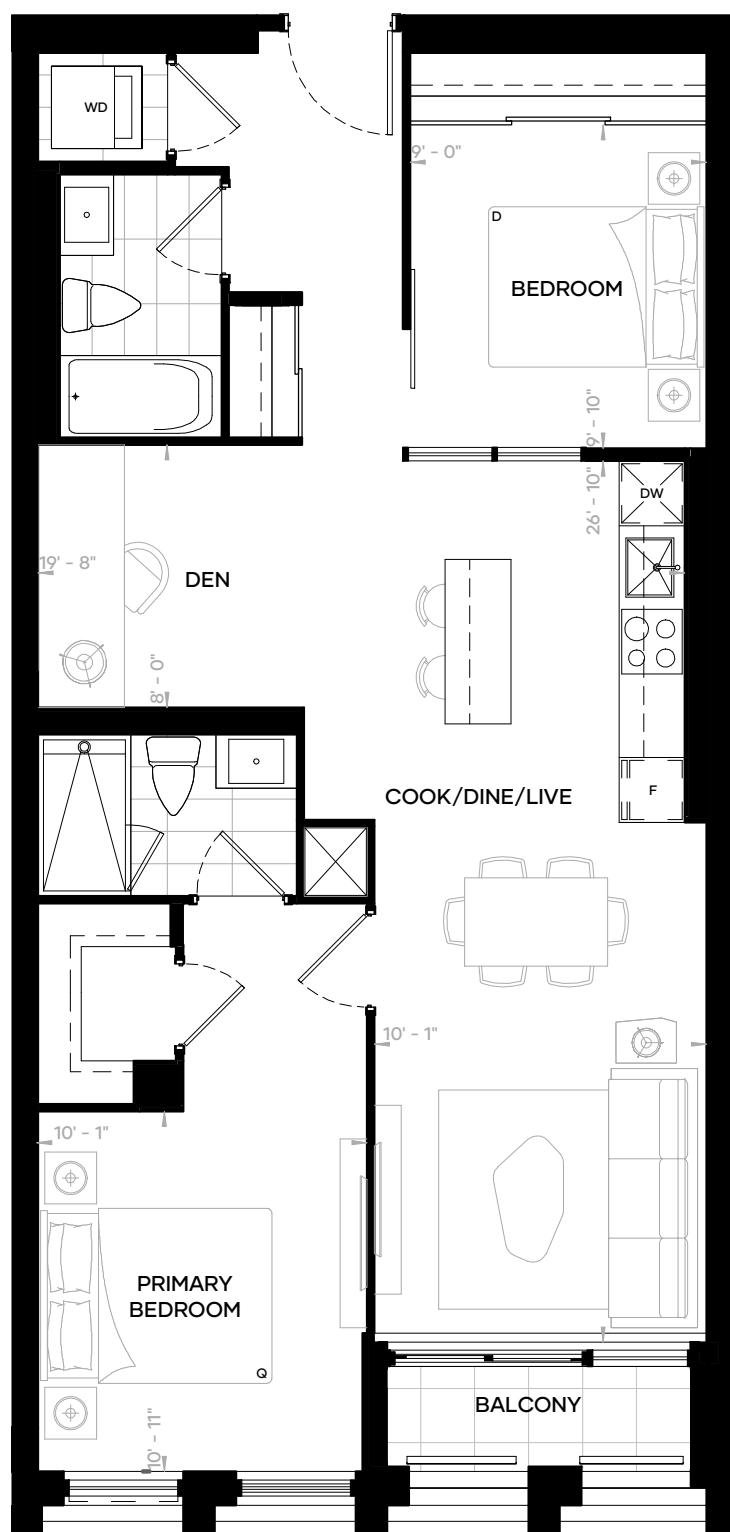 WD
9' - 0"
D
BEDROOM
9' - 10"
26' - 10"
DW
19' - 8"
DEN
8' - 0"
F
COOK/DINE/LIVE
10' - 1"
10' - 1"
PRIMARY
BEDROOM
Q
10' - 11"
BALCONY